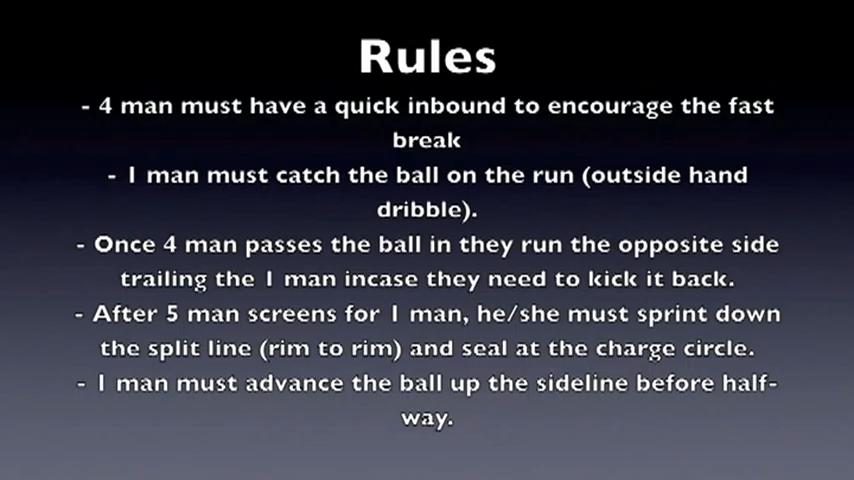 Rules
- 4 man must have a quick inbound to encourage the fast
break
- 1 man must catch the ball on the run (outside hand
dribble).
- Once 4 man passes the ball in they run the opposite side
trailing the 1 man incase they need to kick it back.
- After 5 man screens for 1 man, he/she must sprint down
the split line (rim to rim) and seal at the charge circle.
- 1 man must advance the ball up the sideline before half-
way.